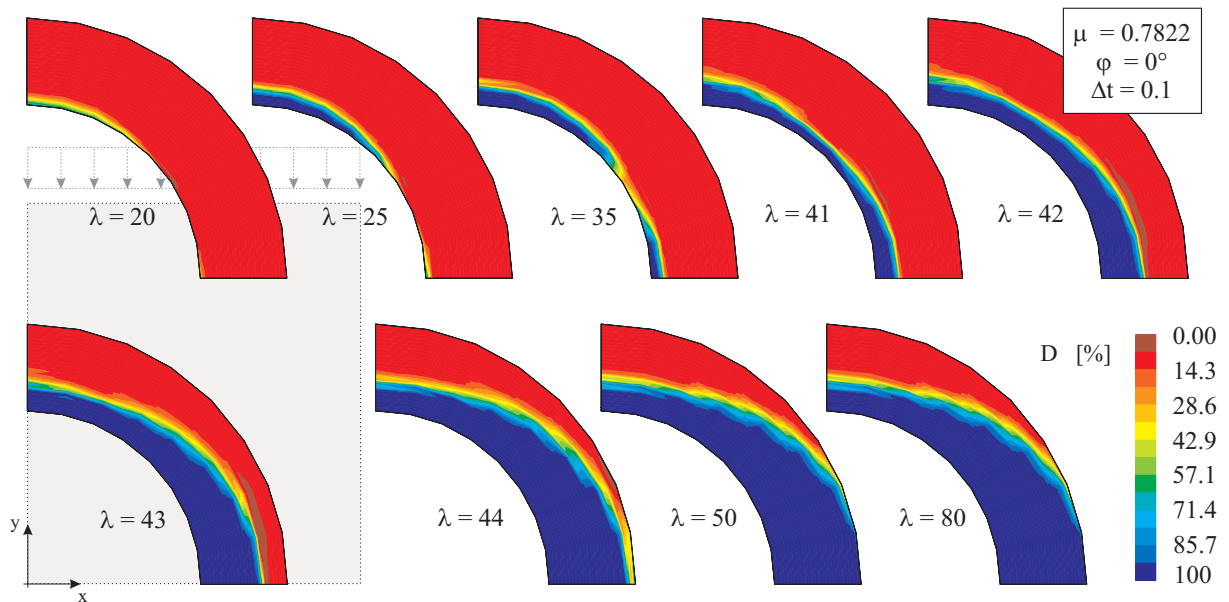 μ = 0.7822
φ = 0°
Δt = 0.1
λ = 20
λ = 25
λ = 35
λ = 41
λ = 42
D [%]
0.00
14.3
28.6
42.9
57.1
71.4
85.7
100
λ = 43
λ = 44
λ = 50
λ = 80
y
x